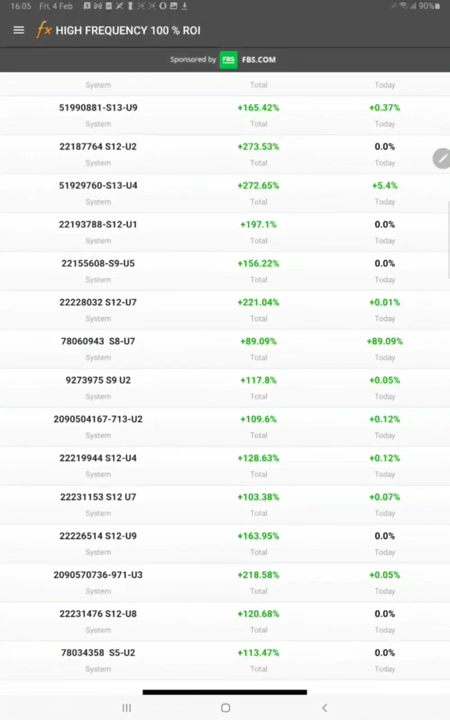 16:05 Fri, 4 Feb 90%
fx HIGH FREQUENCY 100 % ROI
Sponsored by FBS FBS.COM
System Total Today
51990881-S13-U9 +165.42% +0.37%
System Total Today
22187764 S12-U2 +273.53% 0.0%
System Total Today
51929760-S13-U4 +272.65% +5.4%
System Total Today
22193788-S12-U1 +197.1% 0.0%
System Total Today
22155608-S9-U5 +156.22% 0.0%
System Total Today
22228032 S12-U7 +221.04% +0.01%
System Total Today
78060943 S8-U7 +89.09% +89.09%
System Total Today
9273975 S9 U2 +117.8% +0.05%
System Total Today
2090504167-713-U2 +109.6% +0.12%
System Total Today
22219944 S12-U4 +128.63% +0.12%
System Total Today
22231153 S12 U7 +103.38% +0.07%
System Total Today
22226514 S12-U9 +163.95% 0.0%
System Total Today
2090570736-971-U3 +218.58% +0.05%
System Total Today
22231476 S12-U8 +120.68% 0.0%
System Total Today
78034358 S5-U2 +113.47% 0.0%
System Total Today